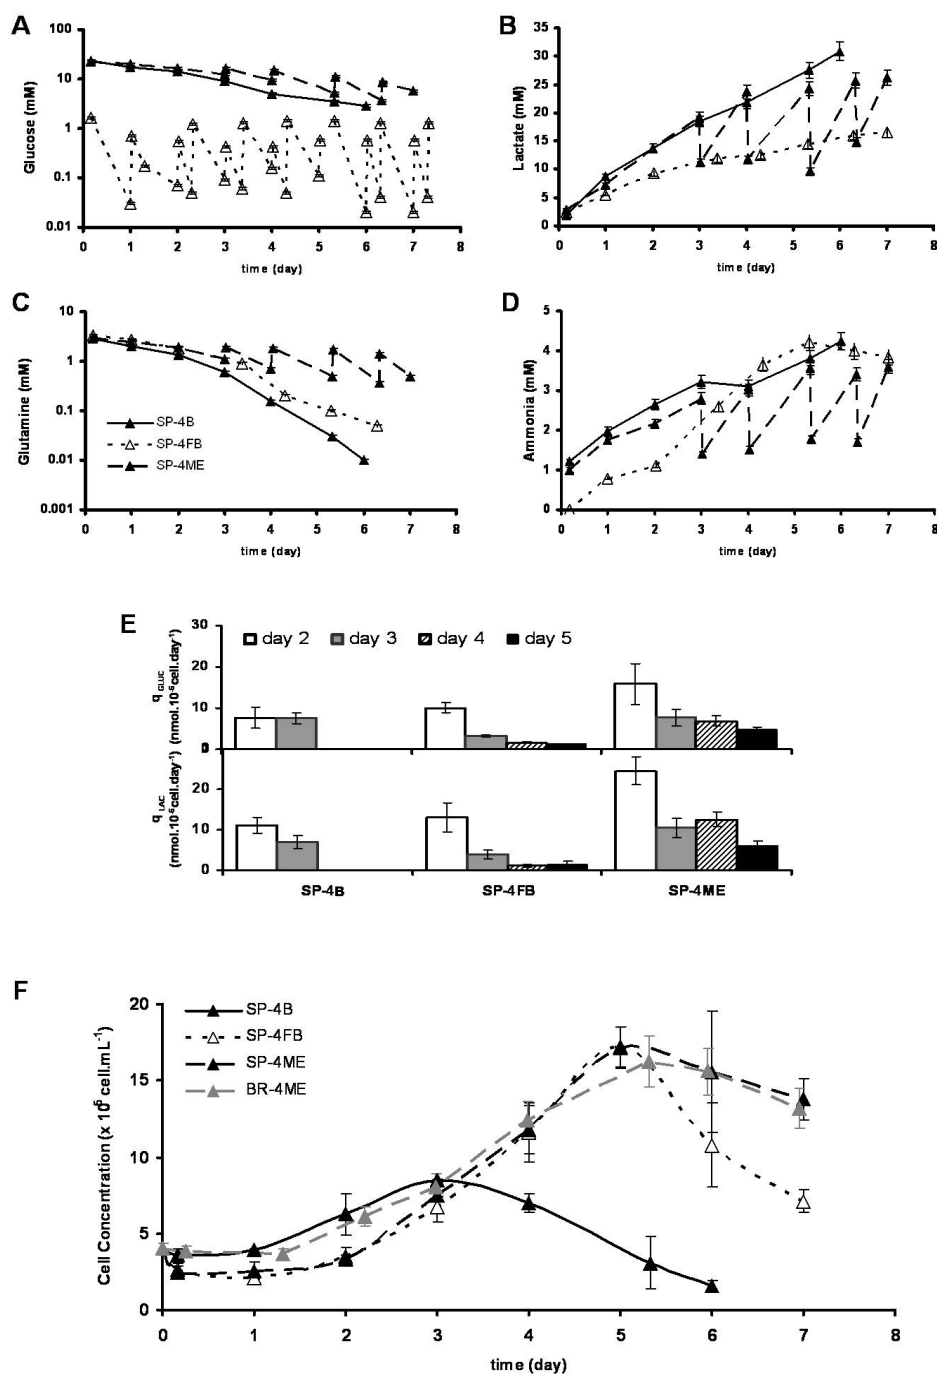 A
Glucose (mM)
100
10
1
0.1
0.01
0 1 2 3 4 5 6 7 8
time (day)
B
Lactate (mM)
35
30
25
20
15
10
5
0
0 1 2 3 4 5 6 7 8
time (day)
C
Glutamine (mM)
10
1
0.1
0.01
0.001
SP-4B
SP-4FB
SP-4ME
0 1 2 3 4 5 6 7 8
time (day)
D
Ammonia (mM)
5
4
3
2
1
0
0 1 2 3 4 5 6 7 8
time (day)
E
day 2 day 3 day 4 day 5
q GLUC
(nmol.10⁻⁶cell.day⁻¹)
30
20
10
q LAC
(nmol.10⁻⁶cell.day⁻¹)
20
10
0
SP-4B SP-4FB SP-4ME
F
Cell Concentration (x 10⁵ cell.mL⁻¹)
20
15
10
5
0
SP-4B
SP-4FB
SP-4ME
BR-4ME
0 1 2 3 4 5 6 7 8
time (day)